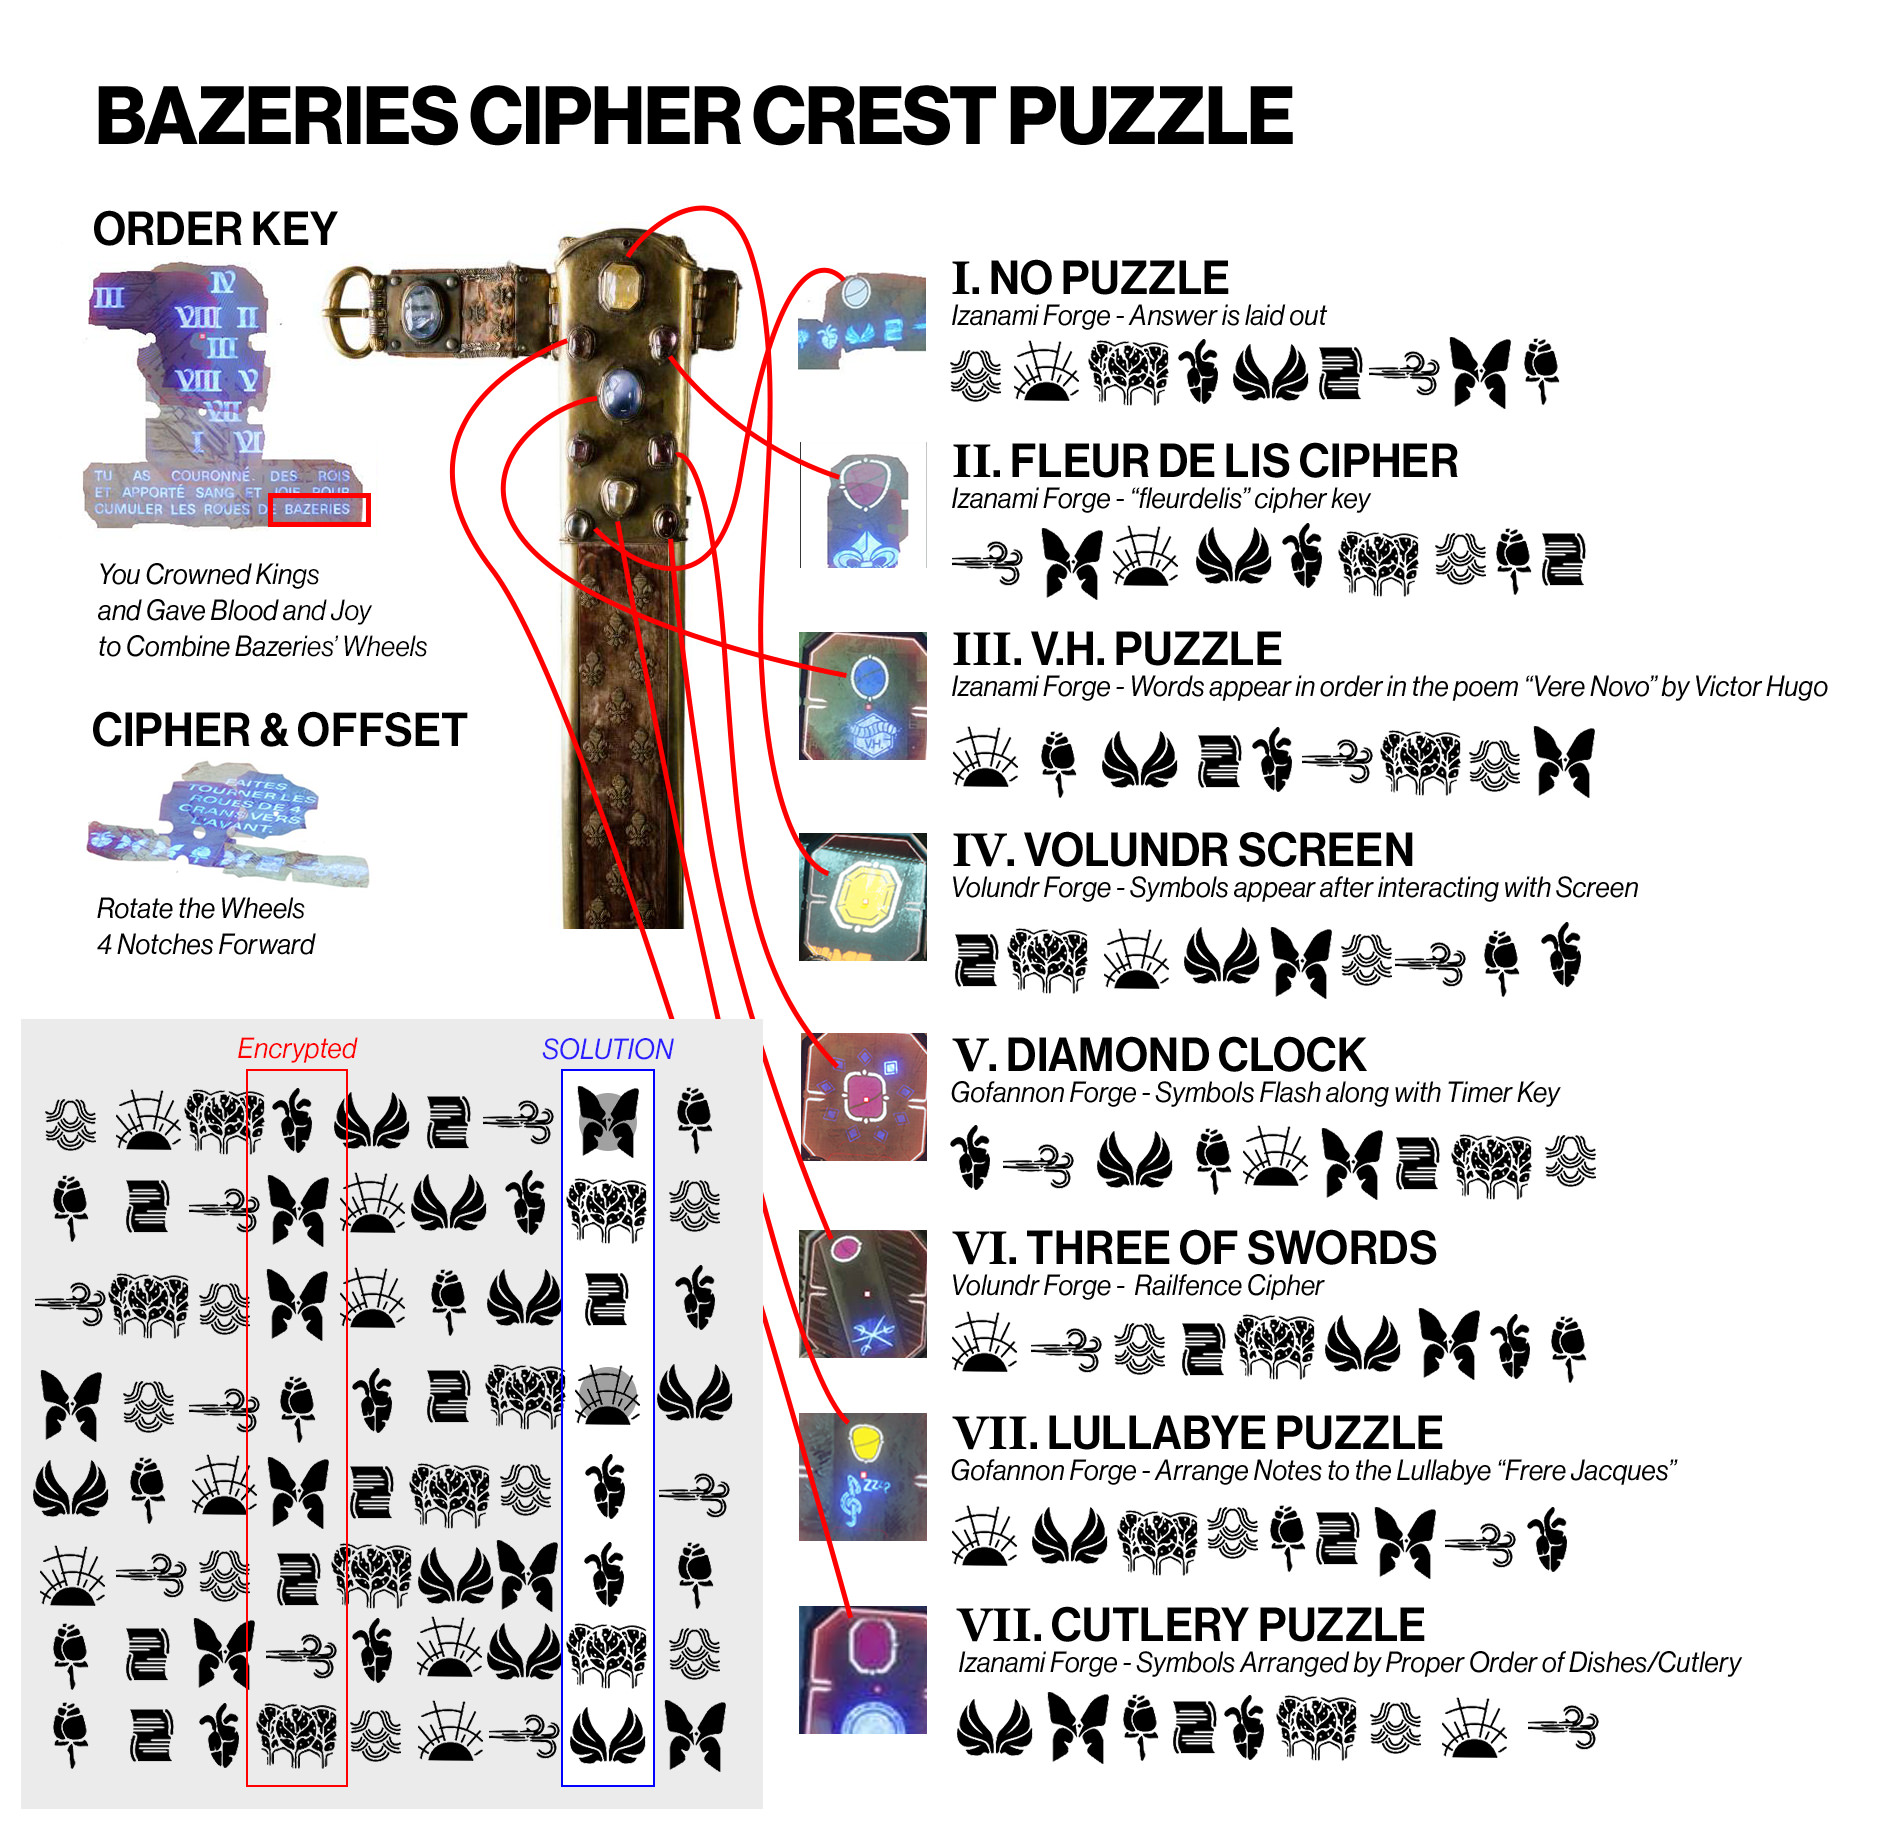 BAZERIES CIPHER CREST PUZZLE
ORDER KEY
III
IV
VIII II
III
VIII V
VII
I VI
TU AS COURONNÉ DES ROIS
ET APPORTÉ SANG ET JOIE POUR
CUMULER LES ROUES DE BAZERIES
You Crowned Kings
and Gave Blood and Joy
to Combine Bazeries’ Wheels
CIPHER & OFFSET
FAITES
TOURNER LES
ROUES DE 4
CRANS VERS
L'AVANT.
Rotate the Wheels
4 Notches Forward
Encrypted
SOLUTION
I. NO PUZZLE
Izanami Forge - Answer is laid out
II. FLEUR DE LIS CIPHER
Izanami Forge - “fleurdelis” cipher key
III. V.H. PUZZLE
Izanami Forge - Words appear in order in the poem “Vere Novo” by Victor Hugo
V.H.
IV. VOLUNDR SCREEN
Volundr Forge - Symbols appear after interacting with Screen
V. DIAMOND CLOCK
Gofannon Forge - Symbols Flash along with Timer Key
VI. THREE OF SWORDS
Volundr Forge - Railfence Cipher
VII. LULLABYE PUZZLE
Gofannon Forge - Arrange Notes to the Lullabye “Frere Jacques”
VII. CUTLERY PUZZLE
Izanami Forge - Symbols Arranged by Proper Order of Dishes/Cutlery